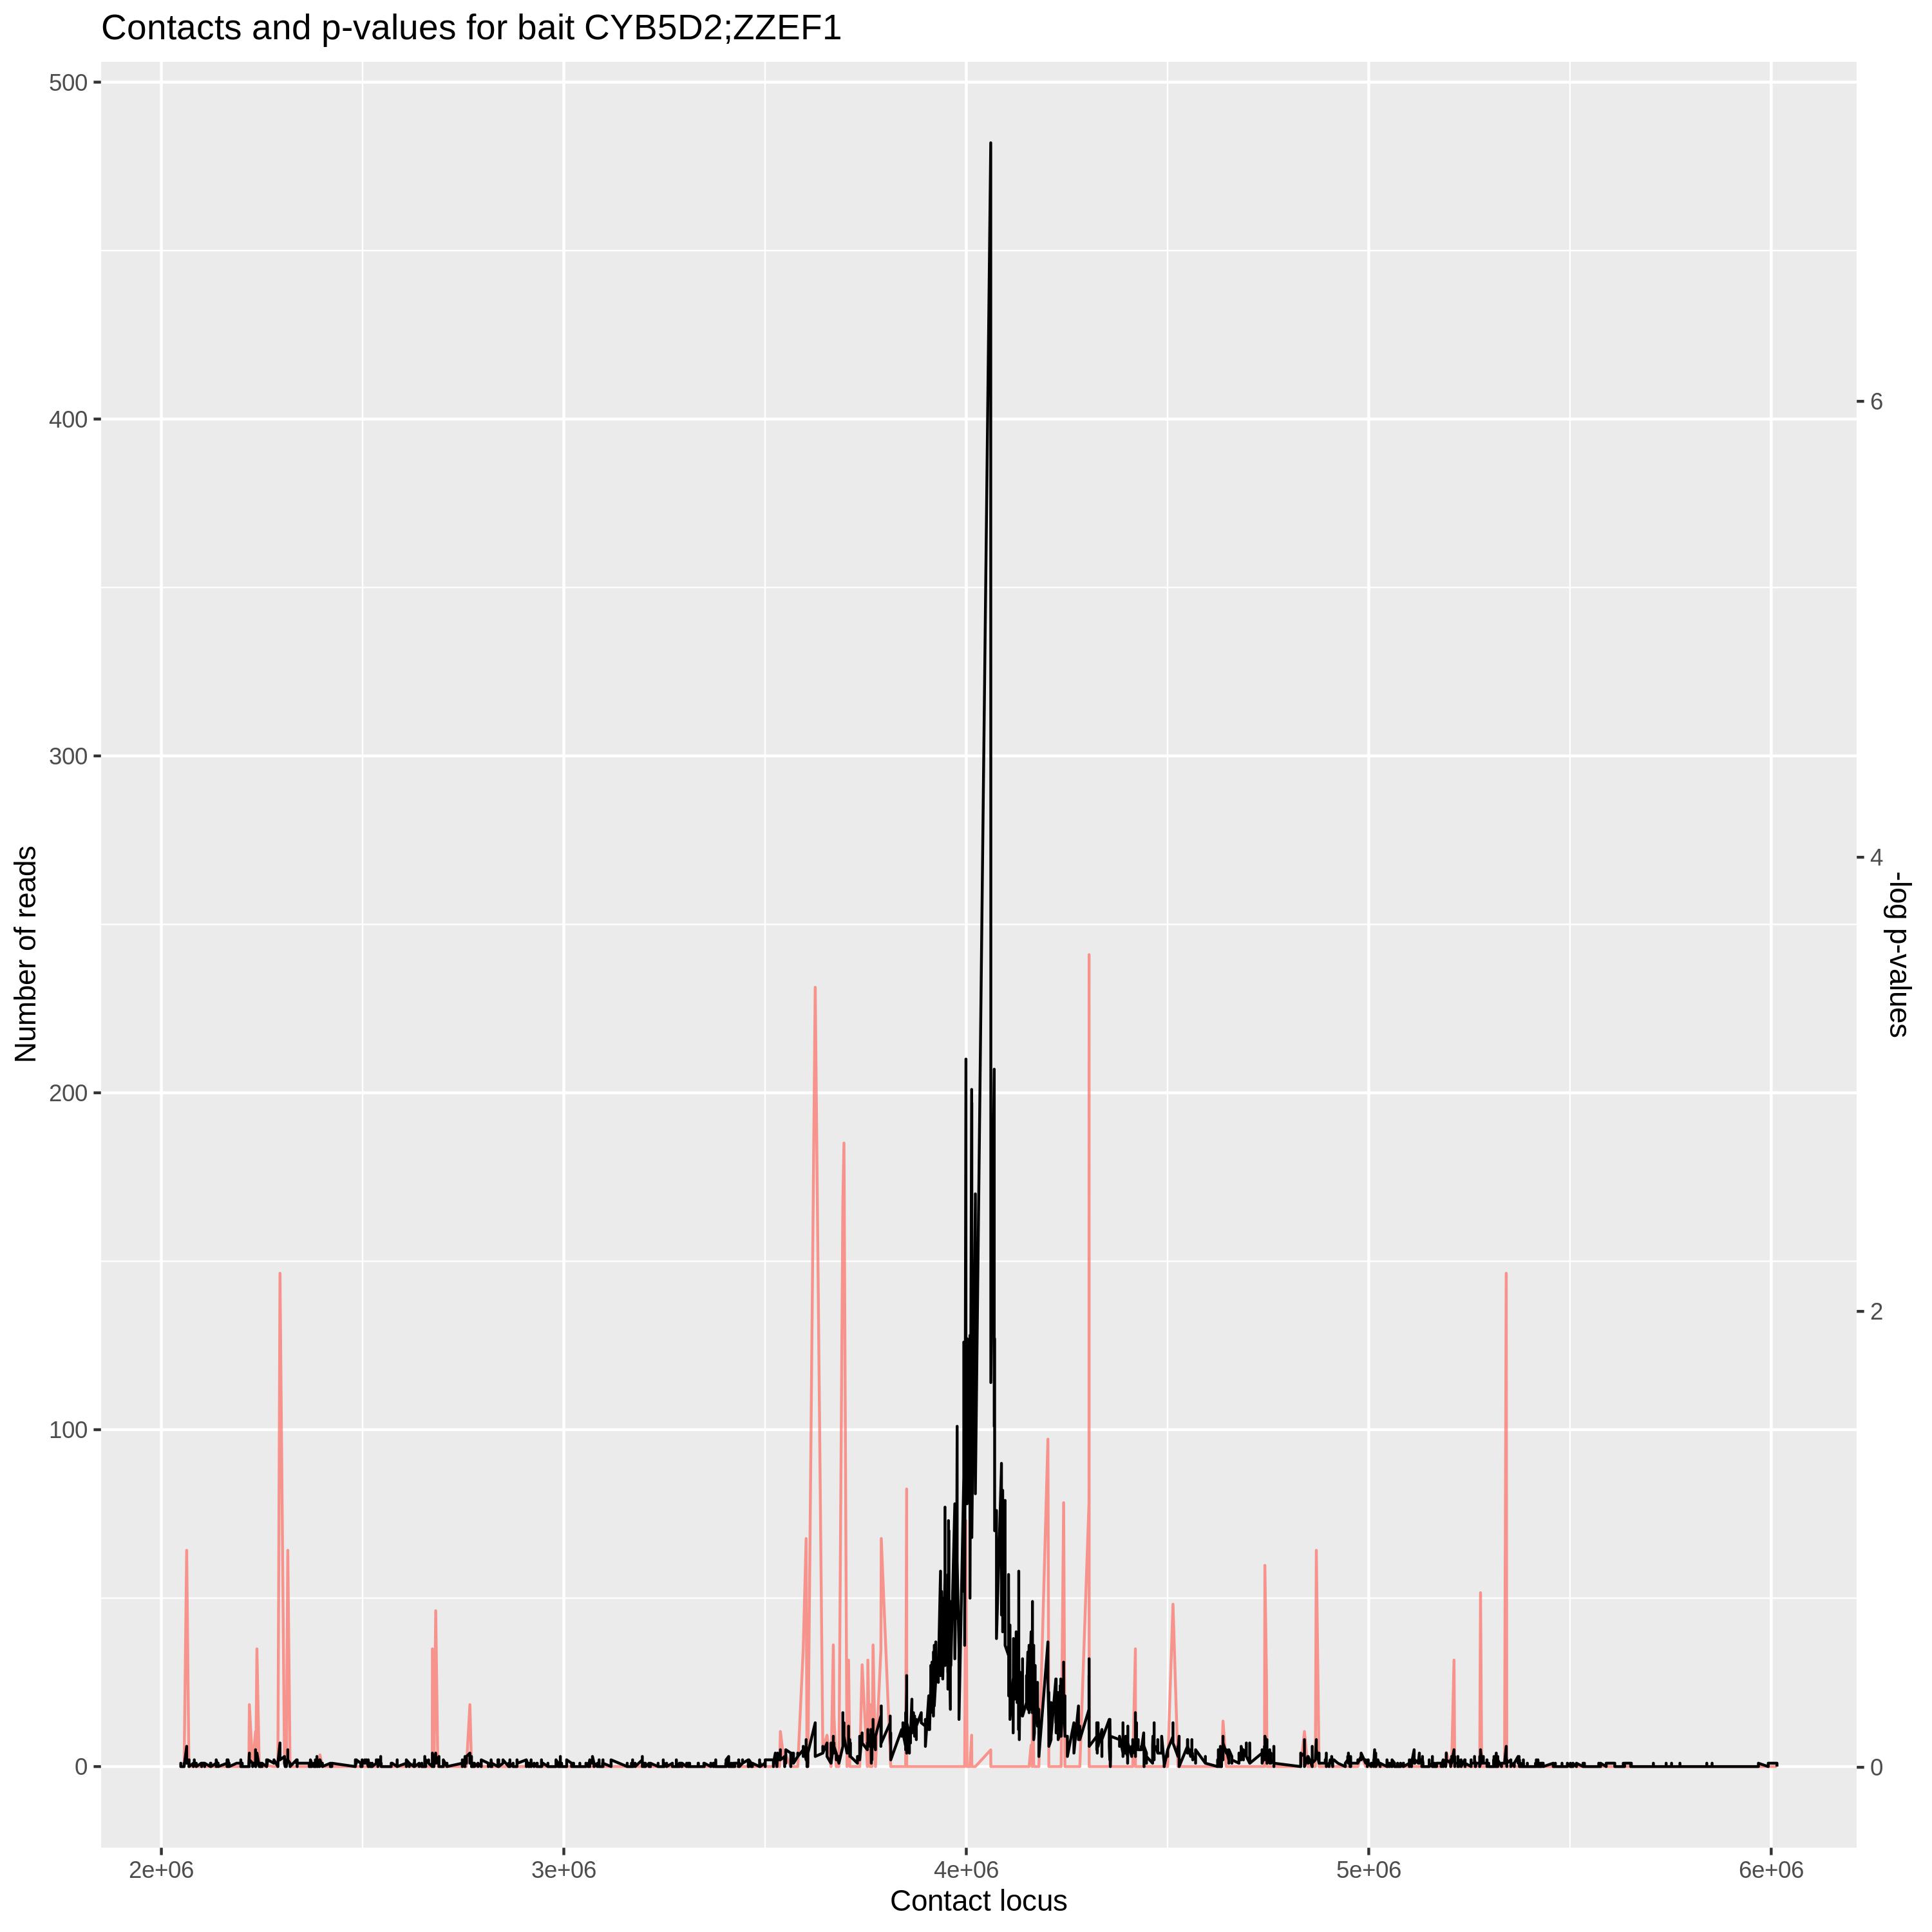 Contacts and p-values for bait CYB5D2;ZZEF1
500
400
300
200
100
0
Number of reads
6
4
2
0
-log p-values
2e+06 3e+06 4e+06 5e+06 6e+06
Contact locus